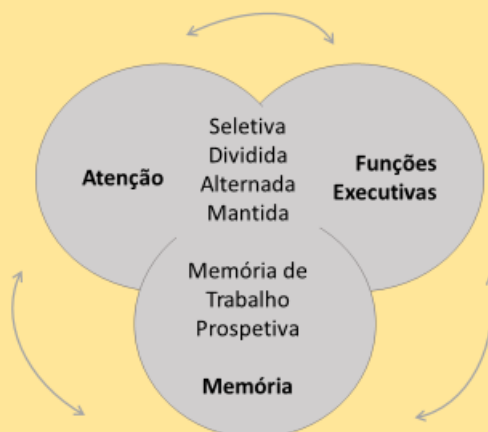 Seletiva
Dividida
Alternada
Mantida
Atenção
Funções
Executivas
Memória de
Trabalho
Prospetiva
Memória